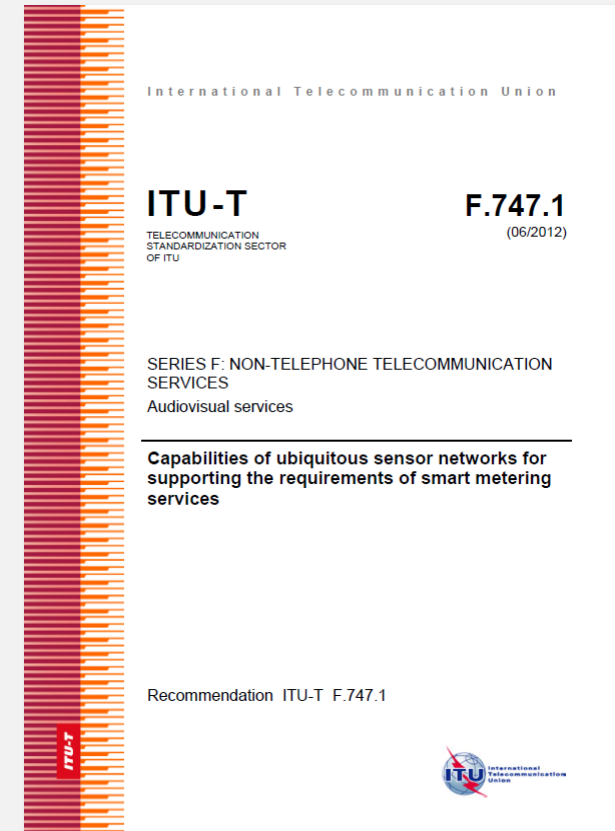 International Telecommunication Union
ITU-T
F.747.1
TELECOMMUNICATION
STANDARDIZATION SECTOR
OF ITU
(06/2012)
SERIES F: NON-TELEPHONE TELECOMMUNICATION
SERVICES
Audiovisual services
Capabilities of ubiquitous sensor networks for
supporting the requirements of smart metering
services
Recommendation ITU-T F.747.1
ITU-T
ITU
International
Telecommunication
Union